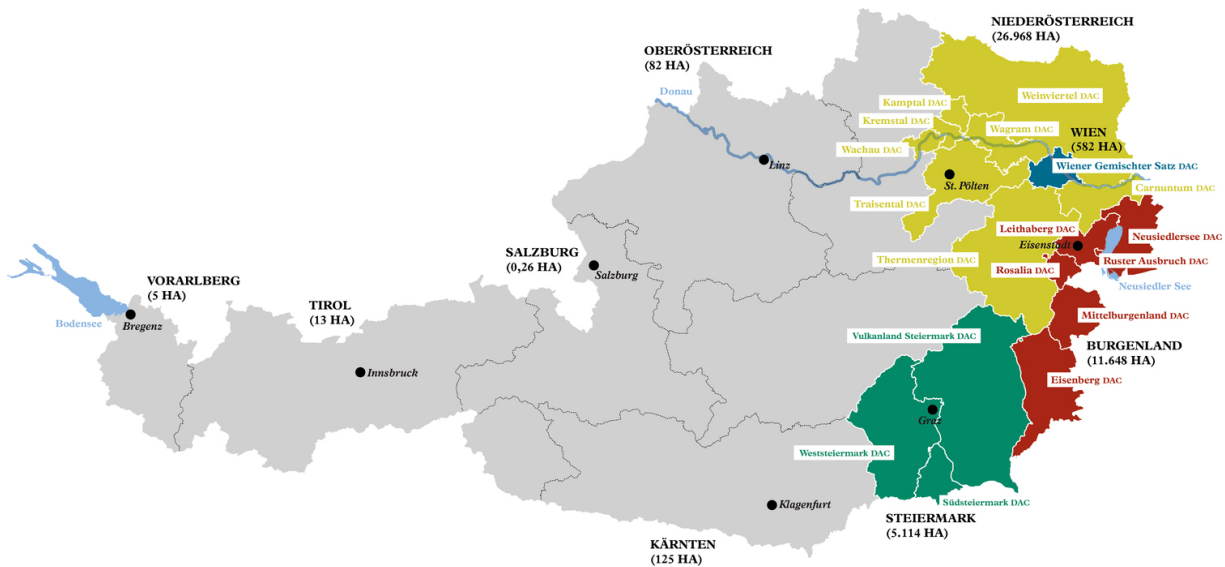 NIEDERÖSTERREICH
(26.968 HA)
OBERÖSTERREICH
(82 HA)
Donau
Kamptal DAC
Weinviertel DAC
Kremstal DAC
Wagram DAC
WIEN
(582 HA)
Wachau DAC
Linz
Wiener Gemischter Satz DAC
St. Pölten
Carnuntum DAC
Traisental DAC
Leithaberg DAC
Neusiedlersee DAC
Eisenstadt
SALZBURG
(0,26 HA)
Salzburg
Thermenregion DAC
Ruster Ausbruch DAC
Rosalia DAC
Neusiedler See
VORARLBERG
(5 HA)
Bodensee
Bregenz
TIROL
(13 HA)
Innsbruck
Mittelburgenland DAC
Vulkanland Steiermark DAC
BURGENLAND
(11.648 HA)
Eisenberg DAC
Graz
Weststeiermark DAC
Klagenfurt
Südsteiermark DAC
STEIERMARK
(5.114 HA)
KÄRNTEN
(125 HA)